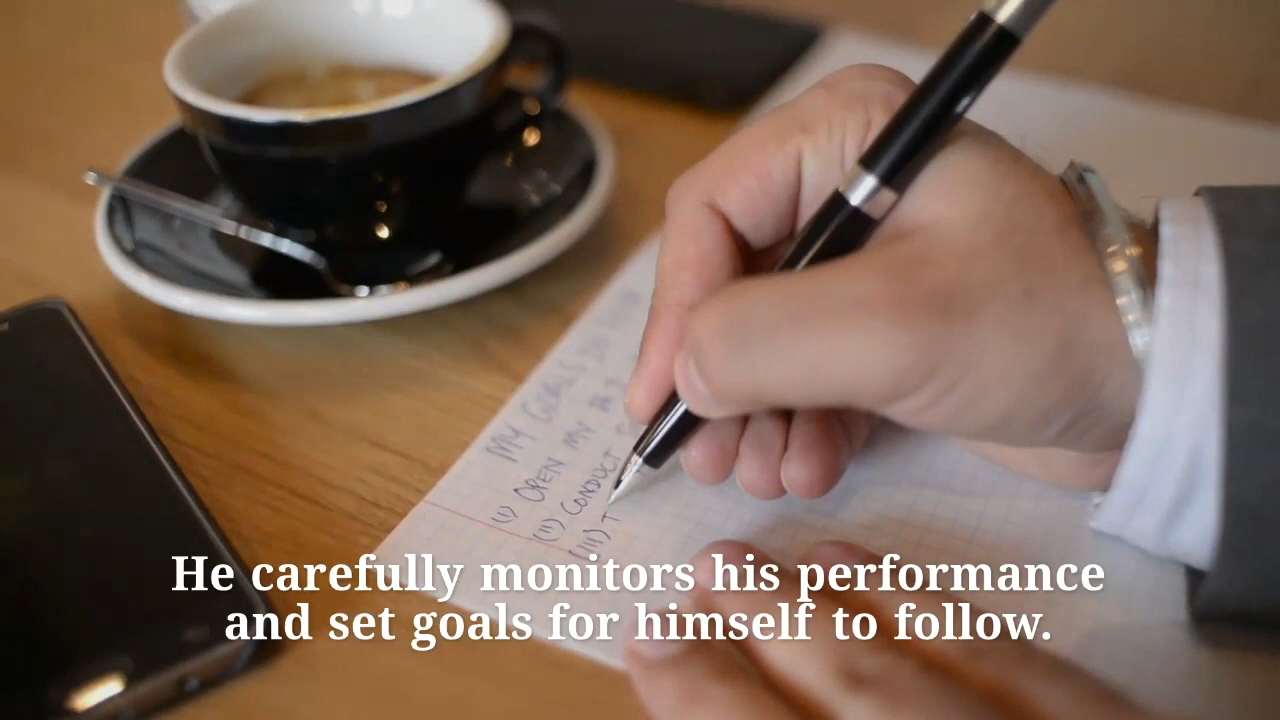 MY GOALS
(I) OPEN MY
(II) CONDUCT
(III) T
He carefully monitors his performance
and set goals for himself to follow.